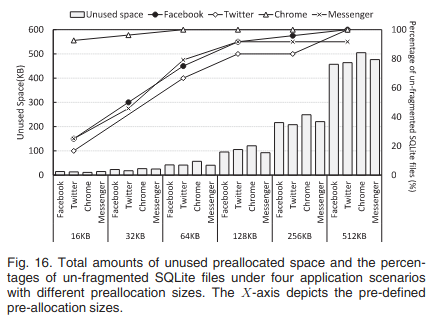 Unused space Facebook Twitter Chrome Messenger
600 100
500 80
400 60
300 40
200 20
100
0 0
Unused Space(KB)
Percentage of un-fragmented SQLite files (%)
Facebook Twitter Chrome Messenger Facebook Twitter Chrome Messenger Facebook Twitter Chrome Messenger Facebook Twitter Chrome Messenger Facebook Twitter Chrome Messenger Facebook Twitter Chrome Messenger
16KB 32KB 64KB 128KB 256KB 512KB
Fig. 16. Total amounts of unused preallocated space and the percen-
tages of un-fragmented SQLite files under four application scenarios
with different preallocation sizes. The X-axis depicts the pre-defined
pre-allocation sizes.